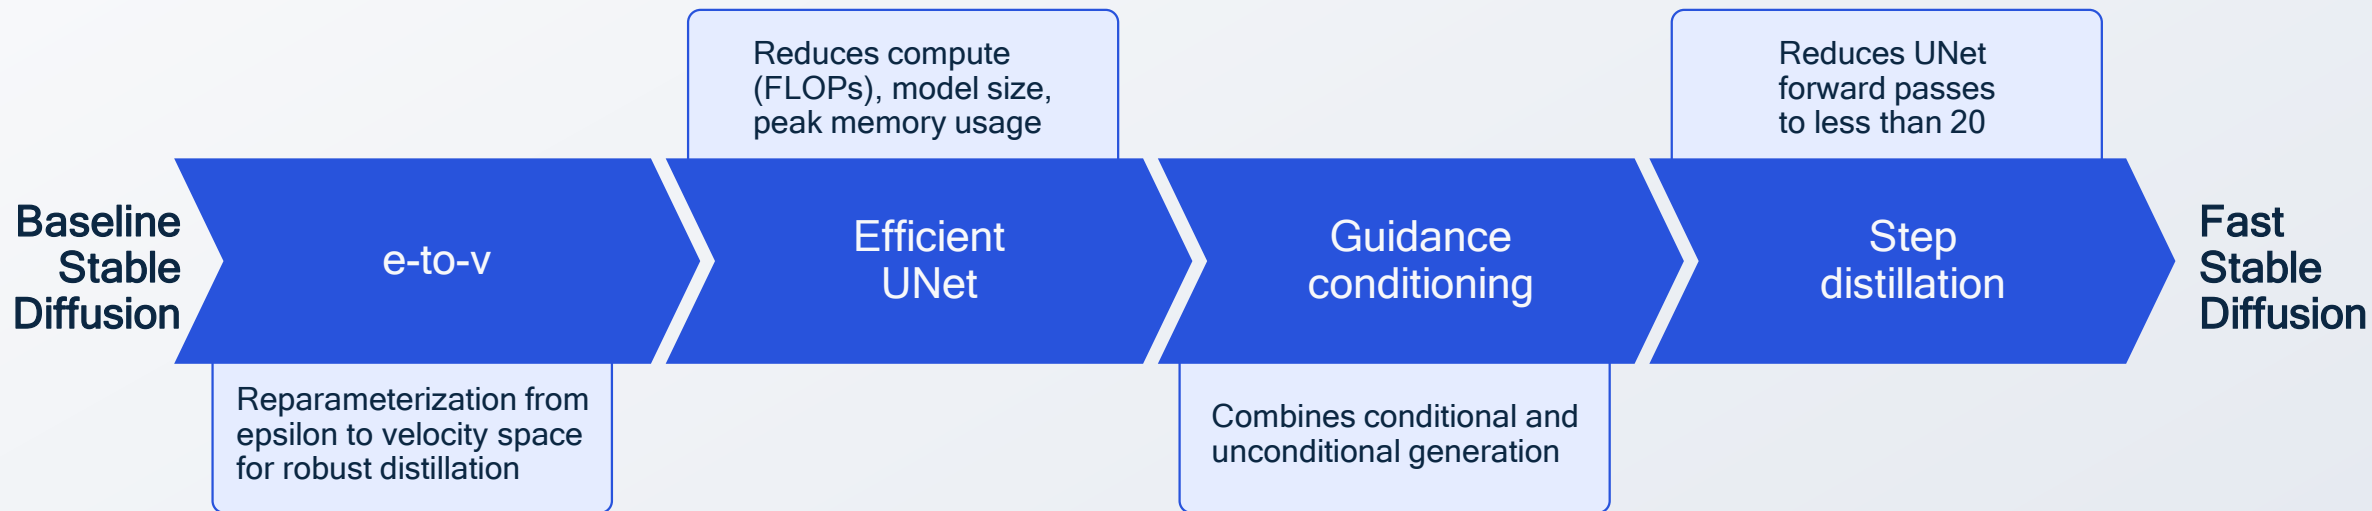 Baseline
Stable
Diffusion
e-to-v
Reparameterization from
epsilon to velocity space
for robust distillation
Reduces compute
(FLOPs), model size,
peak memory usage
Efficient
UNet
Guidance
conditioning
Combines conditional and
unconditional generation
Reduces UNet
forward passes
to less than 20
Step
distillation
Fast
Stable
Diffusion